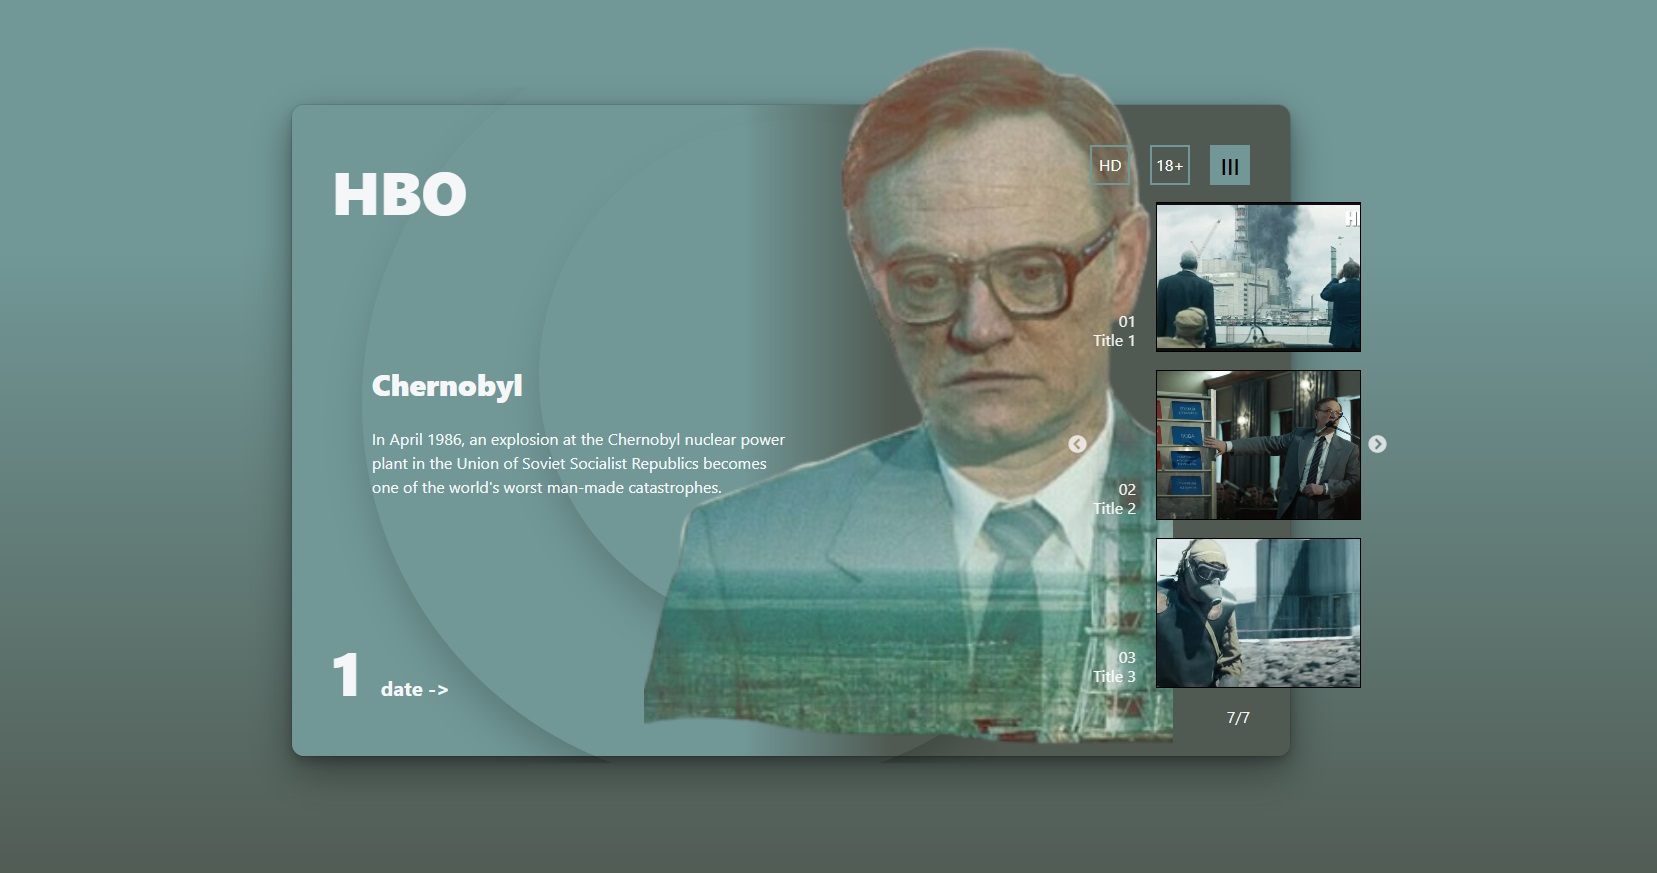 HBO
HD
18+
|||
H
01
Title 1
Chernobyl
In April 1986, an explosion at the Chernobyl nuclear power
plant in the Union of Soviet Socialist Republics becomes
one of the world's worst man-made catastrophes.
02
Title 2
03
Title 3
1 date ->
7/7